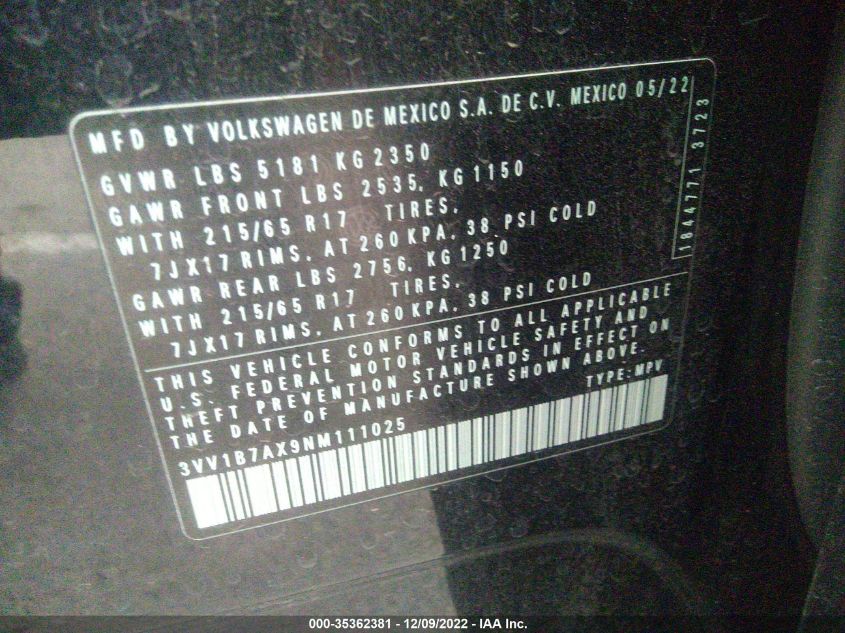 MFD BY VOLKSWAGEN DE MEXICO S.A. DE C.V. MEXICO 05/22
GVWR LBS 5181 KG 2350
GAWR FRONT LBS 2535. KG 1150
WITH 215/65 R17 TIRES.
7JX17 RIMS. AT 260 KPA. 38 PSI COLD
GAWR REAR LBS 2756. KG 1250
WITH 215/65 R17 TIRES.
7JX17 RIMS. AT 260 KPA. 38 PSI COLD
1844771 3723
THIS VEHICLE CONFORMS TO ALL APPLICABLE
U.S. FEDERAL MOTOR VEHICLE SAFETY AND
THEFT PREVENTION STANDARDS IN EFFECT ON
THE DATE OF MANUFACTURE SHOWN ABOVE.
3VV1B7AX9NM111025 TYPE: MPV
000-35362381 - 12/09/2022 - IAA Inc.